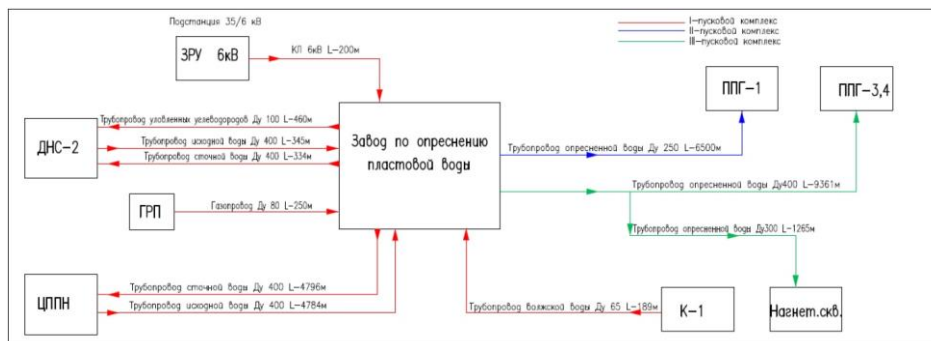 Подстанция 35/6 кВ
I-пусковой комплекс
II-пусковой комплекс
III-пусковой комплекс
ЗРУ 6кВ
КЛ 6кВ L-200м
ППГ-1
ППГ-3,4
Трубопровод уловленных углеводородов Ду 100 L-460м
ДНС-2
Трубопровод исходной воды Ду 400 L-345м
Трубопровод сточной воды Ду 400 L-334м
Завод по опреснению
пластовой воды
Трубопровод опресненной воды Ду 250 L-6500м
Трубопровод опресненной воды Ду400 L-9361м
ГРП
Газопровод Ду 80 L-250м
Трубопровод опресненной воды Ду300 L-1265м
ЦППН
Трубопровод сточной воды Ду 400 L-4796м
Трубопровод исходной воды Ду 400 L-4784м
Трубопровод волжской воды Ду 65 L-189м
К-1
Нагнет.скв.